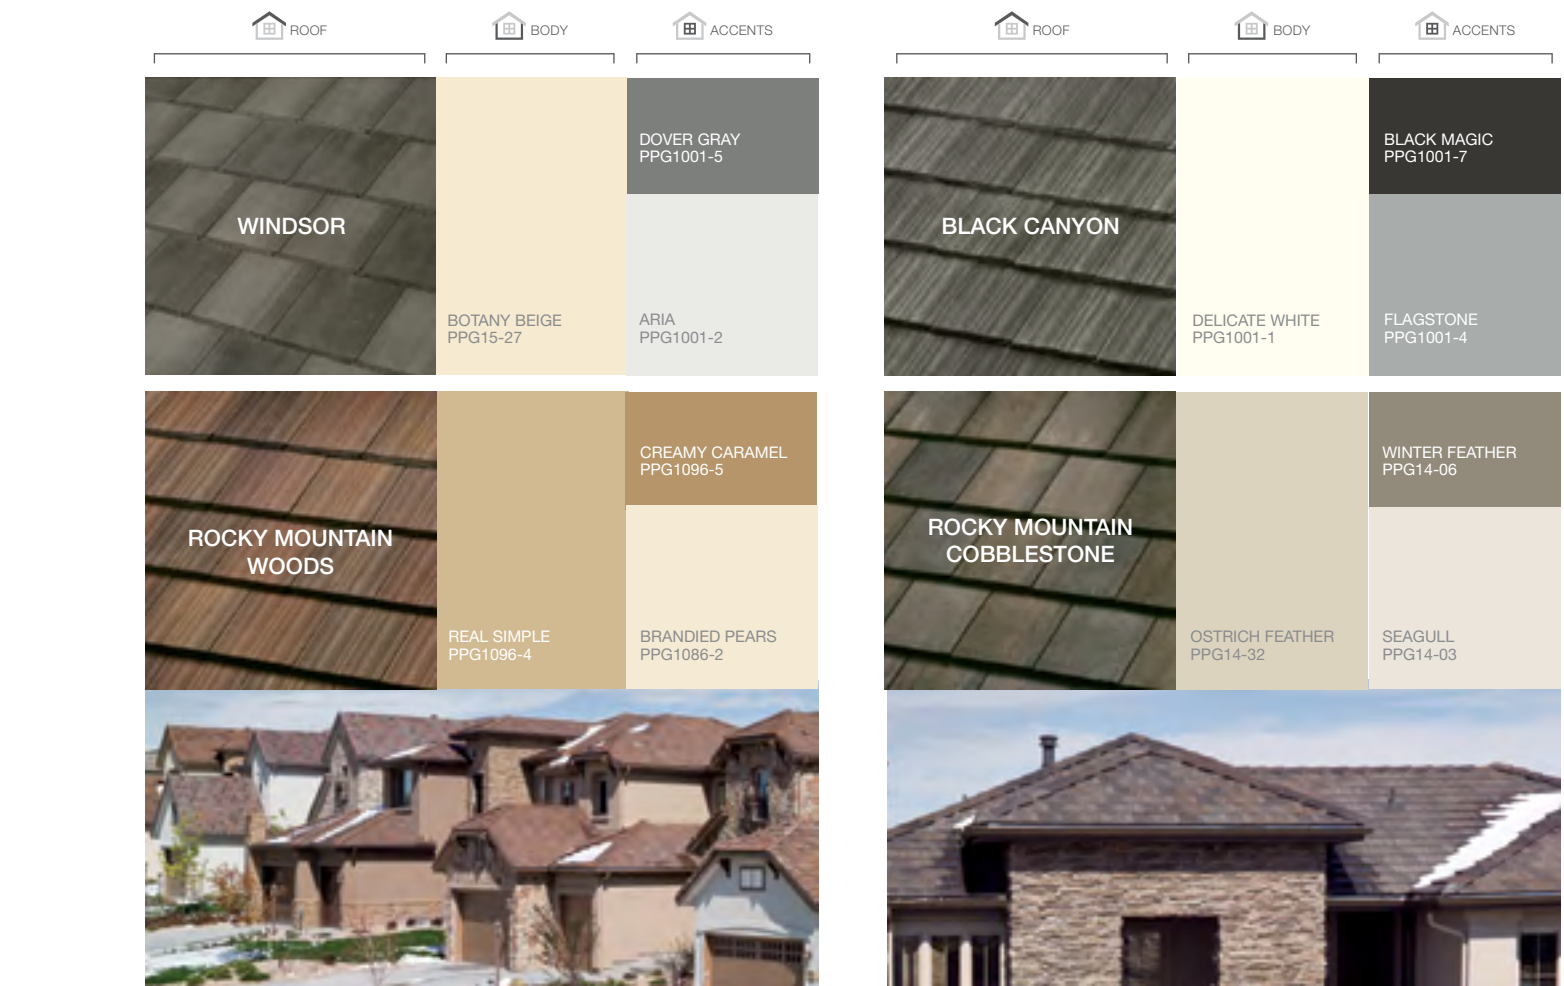 ROOF
BODY
ACCENTS
ROOF
BODY
ACCENTS
WINDSOR
BOTANY BEIGE
PPG15-27
DOVER GRAY
PPG1001-5
ARIA
PPG1001-2
BLACK CANYON
DELICATE WHITE
PPG1001-1
BLACK MAGIC
PPG1001-7
FLAGSTONE
PPG1001-4
ROCKY MOUNTAIN
WOODS
REAL SIMPLE
PPG1096-4
CREAMY CARAMEL
PPG1096-5
BRANDIED PEARS
PPG1086-2
ROCKY MOUNTAIN
COBBLESTONE
OSTRICH FEATHER
PPG14-32
WINTER FEATHER
PPG14-06
SEAGULL
PPG14-03